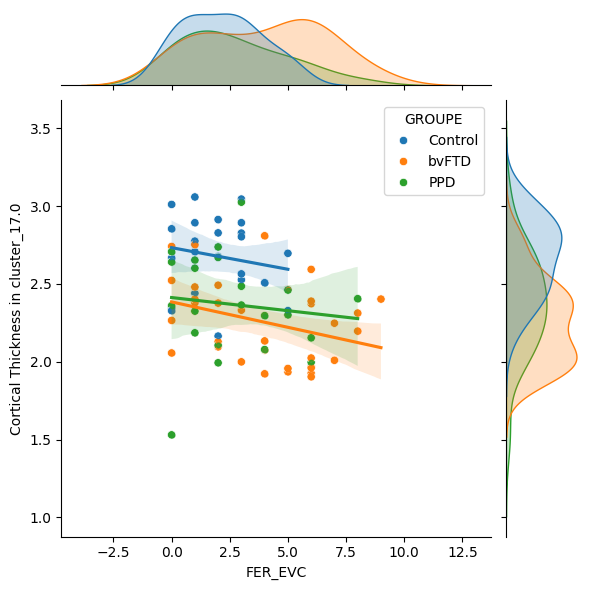 GROUPE
Control
bvFTD
PPD
Cortical Thickness in cluster_17.0
3.5
3.0
2.5
2.0
1.5
1.0
−2.5 0.0 2.5 5.0 7.5 10.0 12.5
FER_EVC